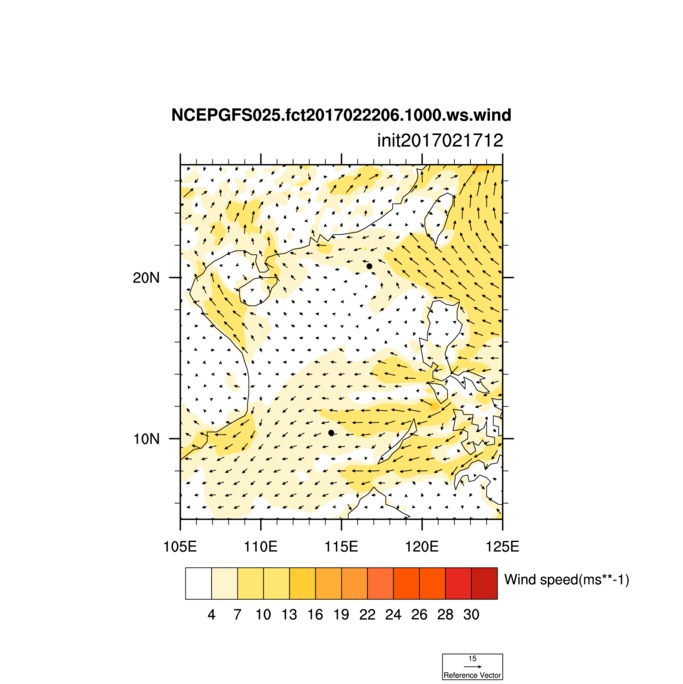 NCEPGFS025.fct2017022206.1000.ws.wind
init2017021712
20N
10N
105E 110E 115E 120E 125E
Wind speed(ms**-1)
4 7 10 13 16 19 22 24 26 28 30
15
Reference Vector